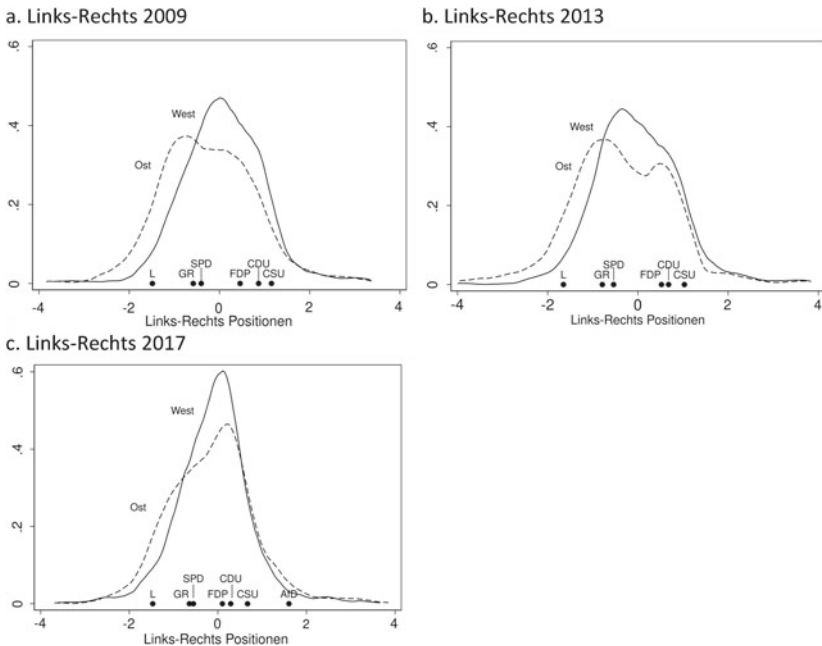 a. Links-Rechts 2009
.6
.4
.2
0
West
Ost
SPD CDU
L GR FDP CSU
-4 -2 0 2 4
Links-Rechts Positionen
b. Links-Rechts 2013
.6
.4
.2
0
West
Ost
SPD CDU
L GR FDP CSU
-4 -2 0 2 4
Links-Rechts Positionen
c. Links-Rechts 2017
.6
.4
.2
0
West
Ost
SPD CDU
L GR FDP CSU AfD
-4 -2 0 2 4
Links-Rechts Positionen